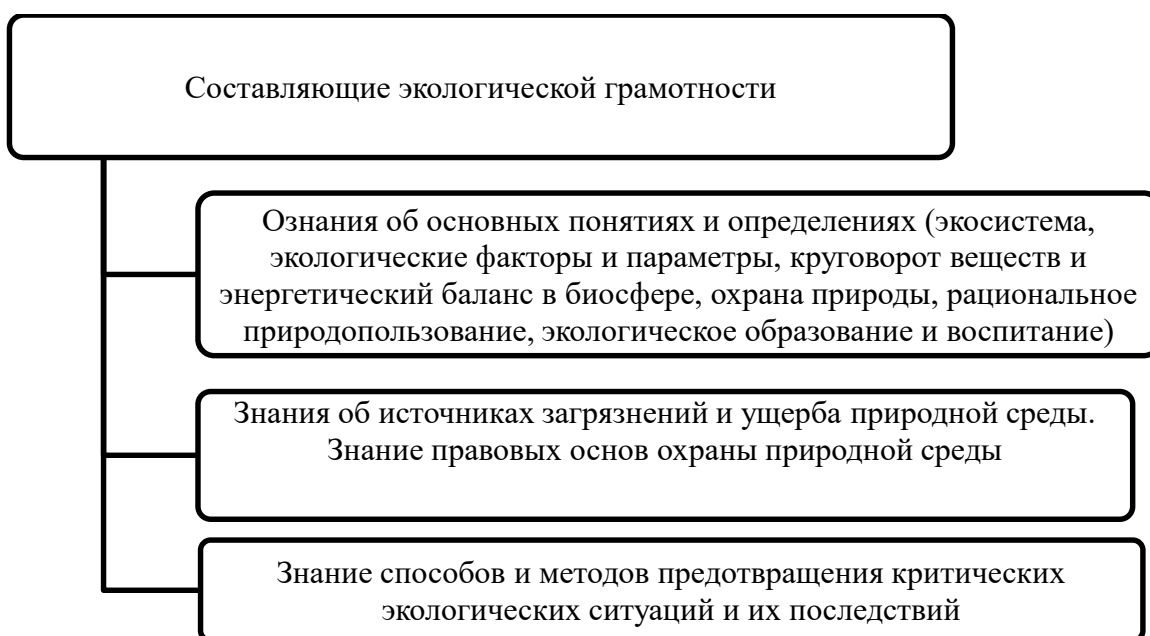 Составляющие экологической грамотности
Ознания об основных понятиях и определениях (экосистема,
экологические факторы и параметры, круговорот веществ и
энергетический баланс в биосфере, охрана природы, рациональное
природопользование, экологическое образование и воспитание)
Знания об источниках загрязнений и ущерба природной среды.
Знание правовых основ охраны природной среды
Знание способов и методов предотвращения критических
экологических ситуаций и их последствий